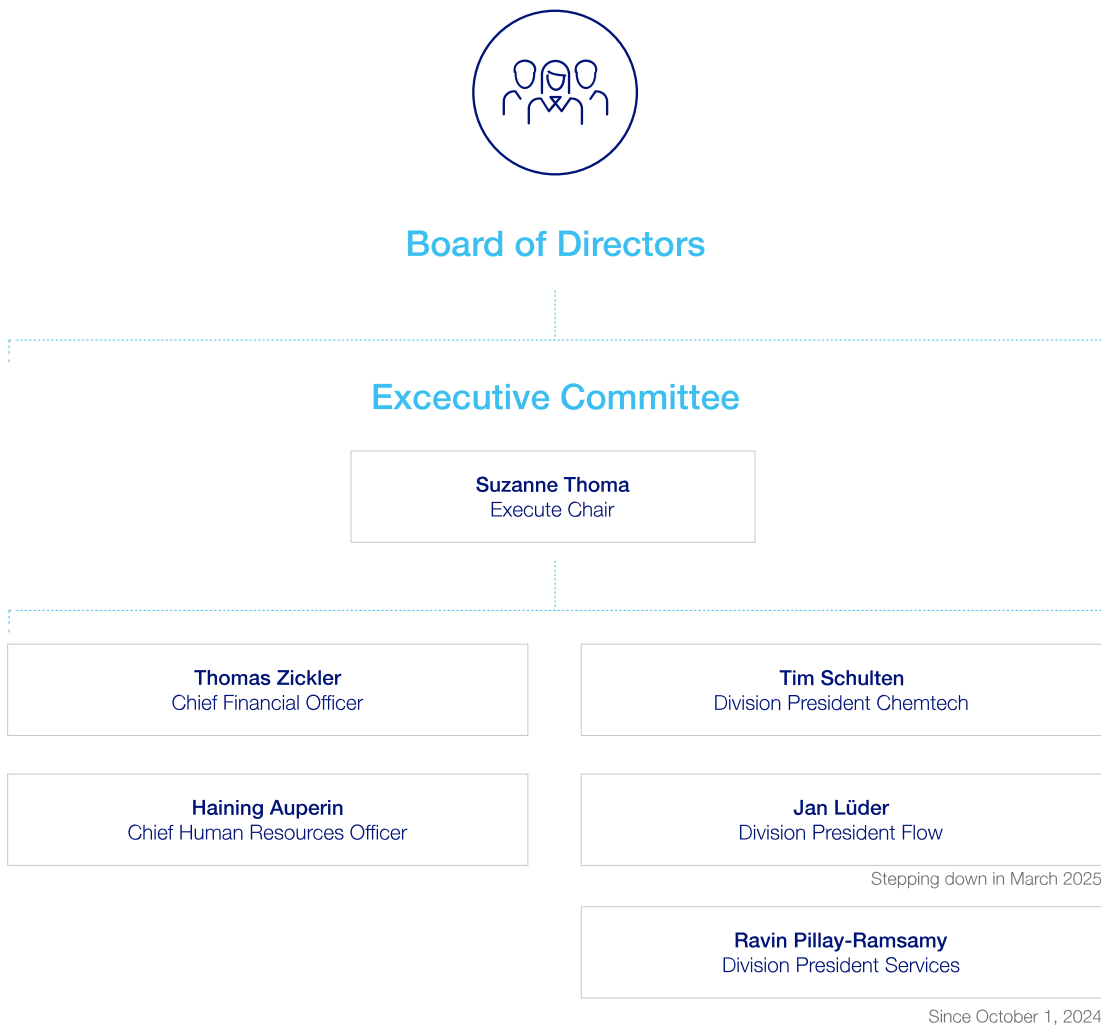 Board of Directors
Excecutive Committee
Suzanne Thoma
Execute Chair
Thomas Zickler
Chief Financial Officer
Tim Schulten
Division President Chemtech
Haining Auperin
Chief Human Resources Officer
Jan Lüder
Division President Flow
Stepping down in March 2025
Ravin Pillay-Ramsamy
Division President Services
Since October 1, 2024